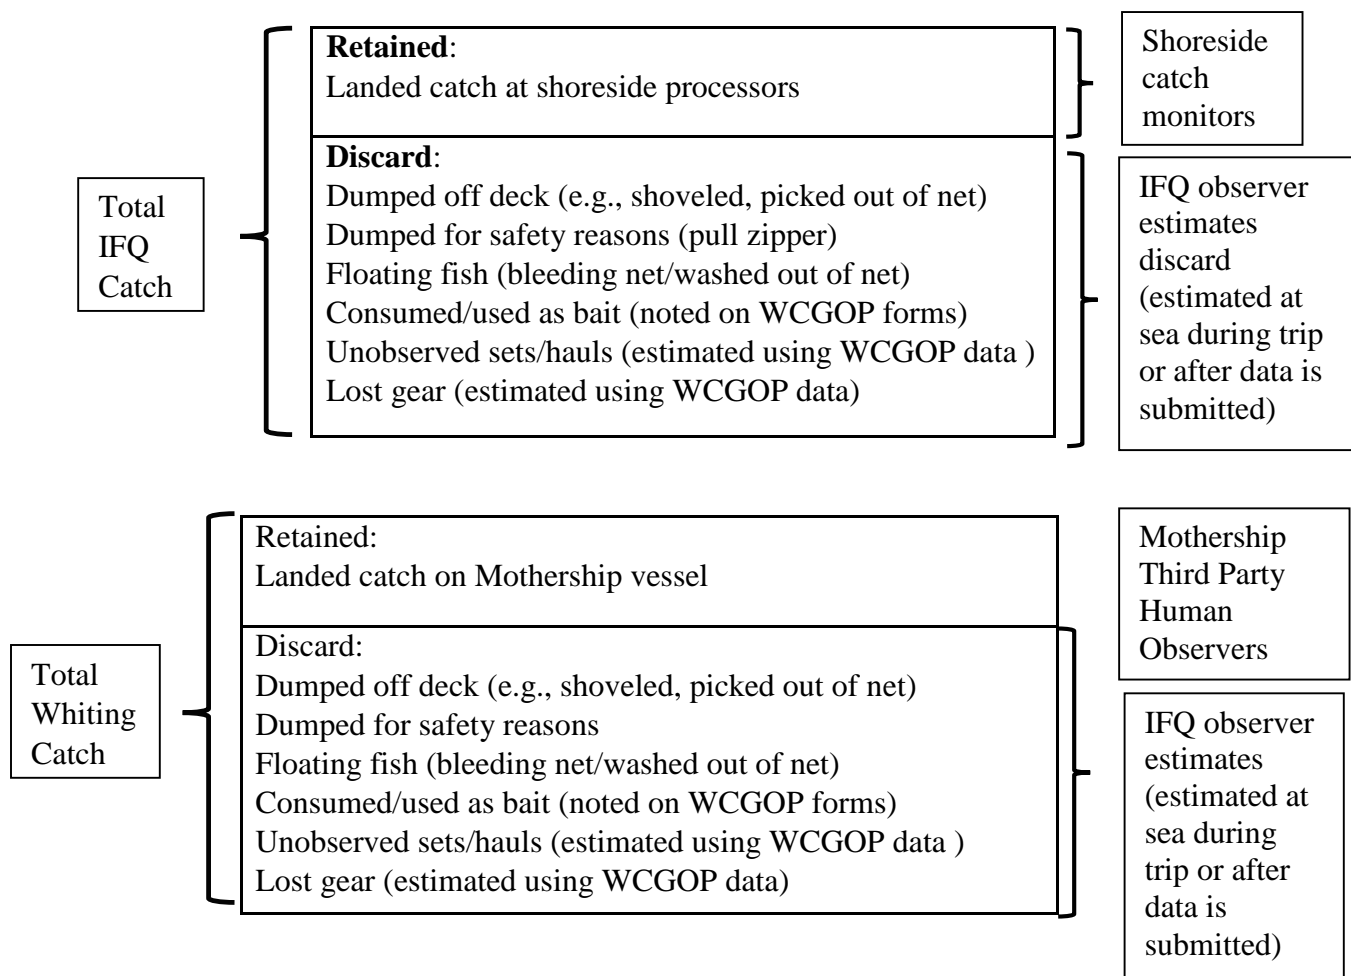 Total
IFQ
Catch
Retained:
Landed catch at shoreside processors
Discard:
Dumped off deck (e.g., shoveled, picked out of net)
Dumped for safety reasons (pull zipper)
Floating fish (bleeding net/washed out of net)
Consumed/used as bait (noted on WCGOP forms)
Unobserved sets/hauls (estimated using WCGOP data )
Lost gear (estimated using WCGOP data)
Shoreside
catch
monitors
IFQ observer
estimates
discard
(estimated at
sea during trip
or after data is
submitted)
Total
Whiting
Catch
Retained:
Landed catch on Mothership vessel
Discard:
Dumped off deck (e.g., shoveled, picked out of net)
Dumped for safety reasons
Floating fish (bleeding net/washed out of net)
Consumed/used as bait (noted on WCGOP forms)
Unobserved sets/hauls (estimated using WCGOP data )
Lost gear (estimated using WCGOP data)
Mothership
Third Party
Human
Observers
IFQ observer
estimates
(estimated at
sea during
trip or after
data is
submitted)